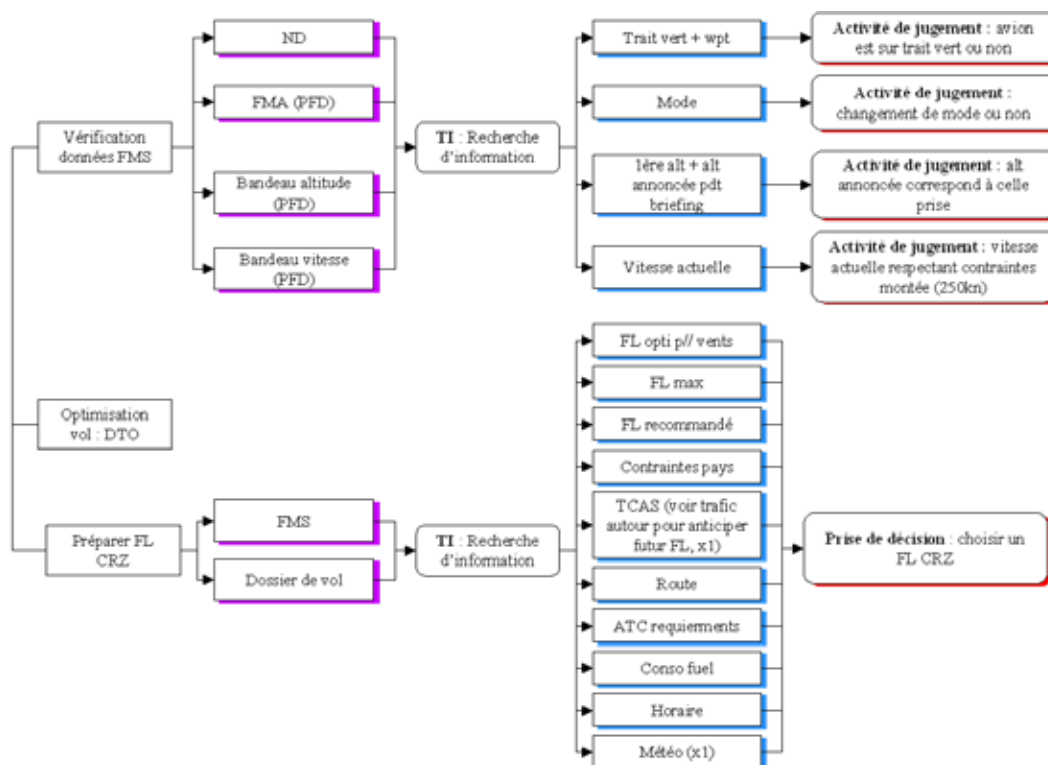 Vérification
données FMS
ND
FMA (PFD)
Bandeau altitude
(PFD)
Bandeau vitesse
(PFD)
TI : Recherche
d'information
Trait vert + wpt
Mode
1ère alt + alt
annoncée pdt
briefing
Vitesse actuelle
Activité de jugement : avion
est sur trait vert ou non
Activité de jugement :
changement de mode ou non
Activité de jugement : alt
annoncée correspond à celle
prise
Activité de jugement : vitesse
actuelle respectant contraintes
montée (250kn)
Optimisation
vol : DTO
Préparer FL
CRZ
FMS
Dossier de vol
TI : Recherche
d'information
FL opti p// vents
FL max
FL recommandé
Contraintes pays
TCAS (voir trafic
autour pour anticiper
futur FL, x1)
Route
ATC requierments
Conso fuel
Horaire
Météo (x1)
Prise de décision : choisir un
FL CRZ